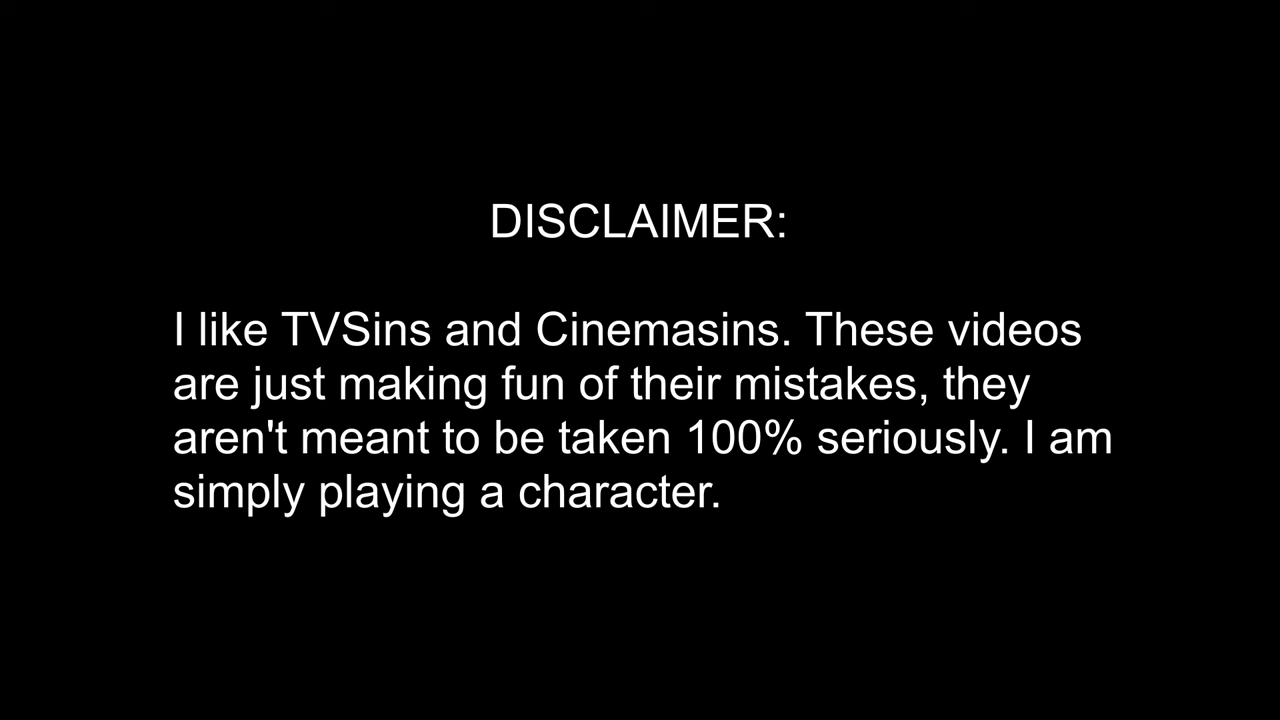 DISCLAIMER:
I like TVSins and Cinemasins. These videos
are just making fun of their mistakes, they
aren't meant to be taken 100% seriously. I am
simply playing a character.